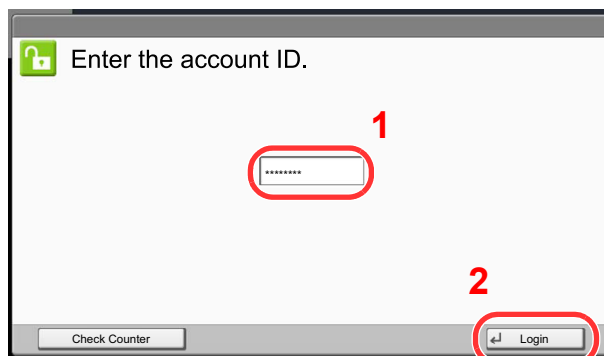 Enter the account ID.
1
********
2
Check Counter
Login